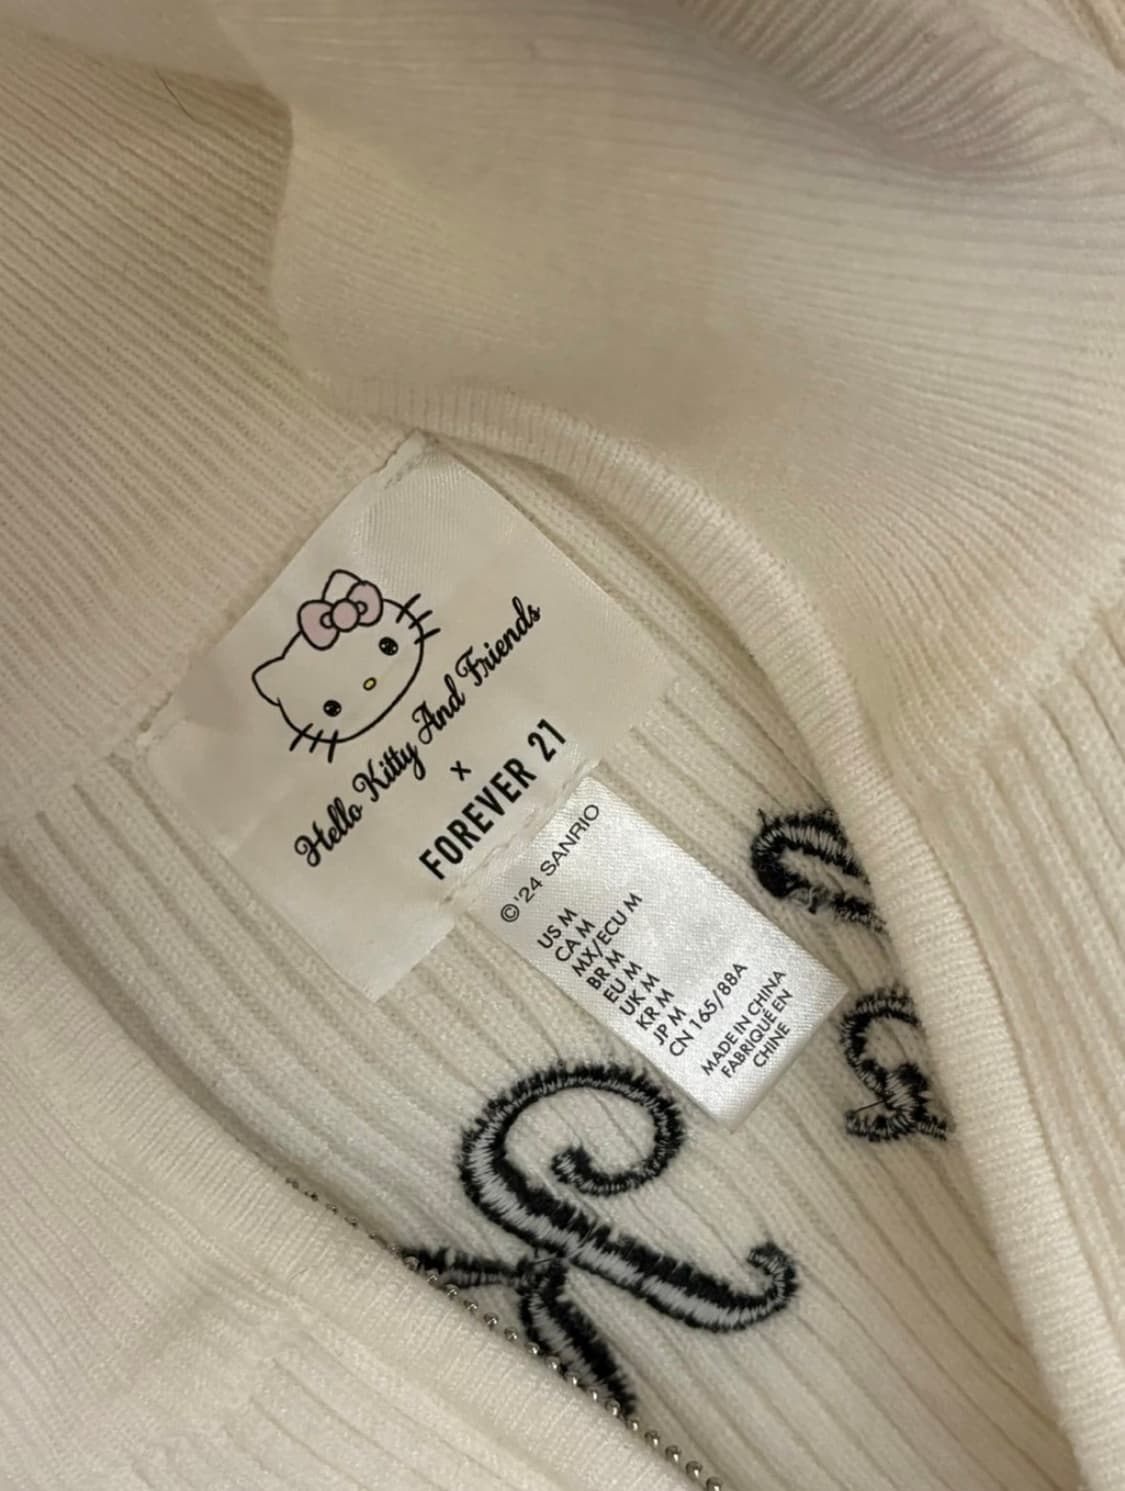 Hello Kitty And Friends
x
FOREVER 21
©'24 SANRIO
US M
CA M
MX/ECU M
BR M
EU M
UK M
KR M
JP M
CN 165/88A
MADE IN CHINA
FABRIQUÉ EN
CHINE